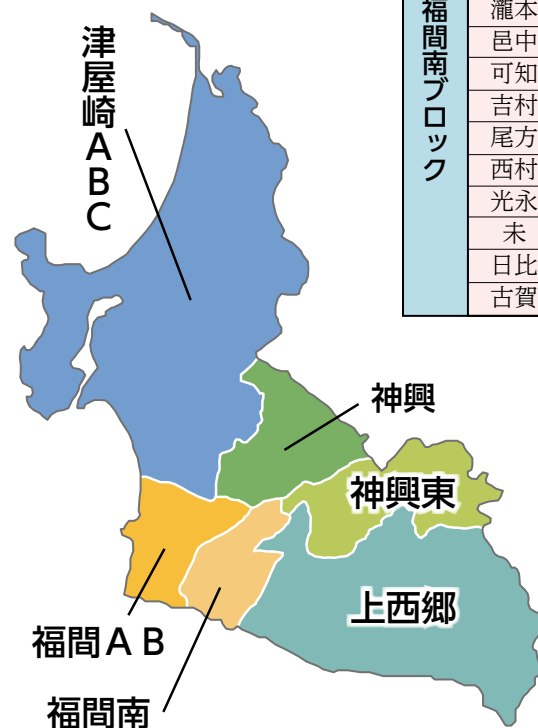 津屋崎ABC
福間南ブロック
瀧本
邑中
可知
吉村
尾方
西村
光永
未
日比
古賀
神興
神興東
上西郷
福間AB
福間南